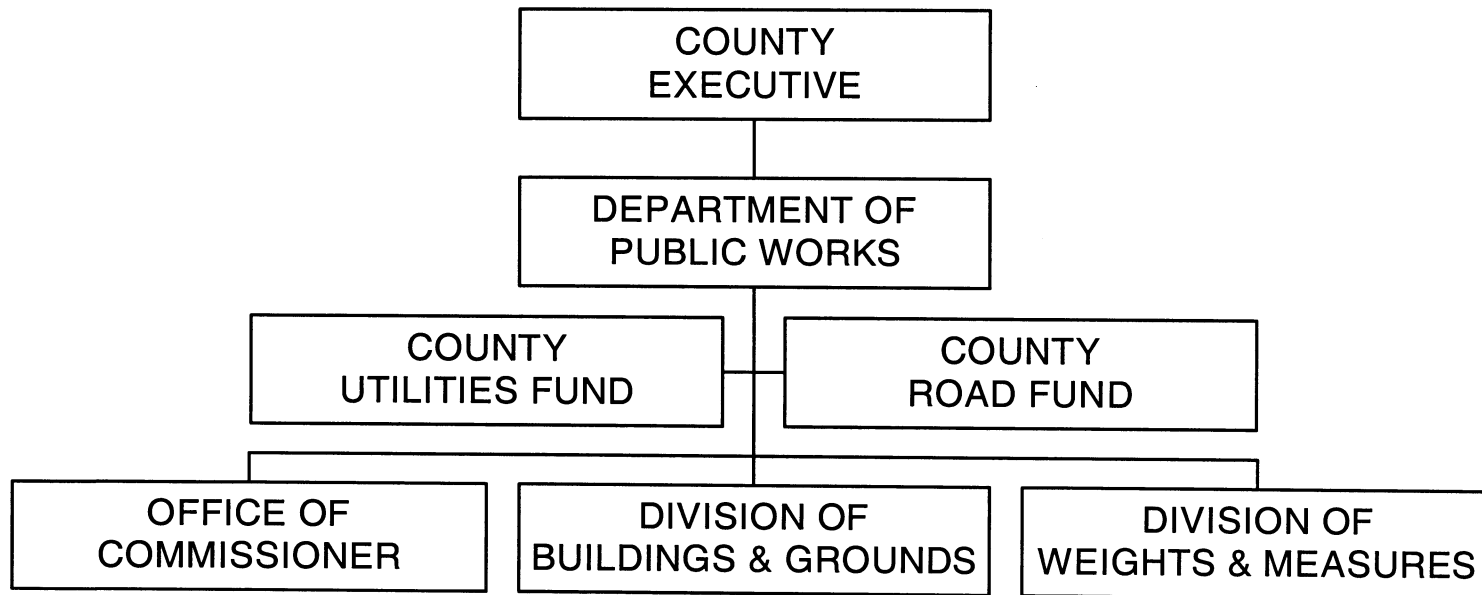 COUNTY
EXECUTIVE
DEPARTMENT OF
PUBLIC WORKS
COUNTY
UTILITIES FUND
COUNTY
ROAD FUND
OFFICE OF
COMMISSIONER
DIVISION OF
BUILDINGS & GROUNDS
DIVISION OF
WEIGHTS & MEASURES